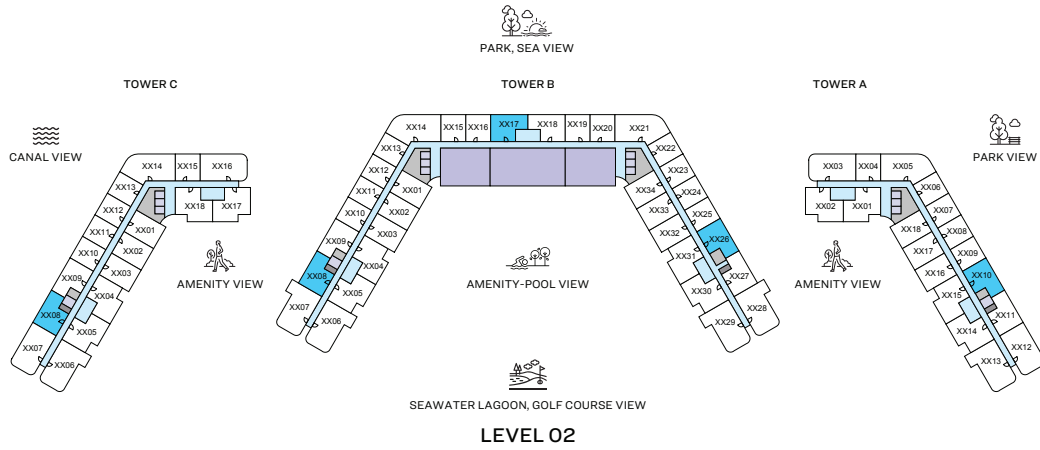 PARK, SEA VIEW
TOWER C
TOWER B
TOWER A
CANAL VIEW
PARK VIEW
XX14
XX15
XX16
XX13
XX12
XX11
XX10
XX09
XX08
XX07
XX06
XX05
XX04
XX03
XX02
XX01
XX18
XX17
AMENITY VIEW
XX14
XX15
XX16
XX17
XX18
XX19
XX20
XX21
XX13
XX12
XX11
XX10
XX09
XX08
XX07
XX06
XX05
XX04
XX03
XX02
XX01
XX22
XX23
XX24
XX25
XX26
XX27
XX28
XX29
XX30
XX31
XX32
XX33
XX34
AMENITY-POOL VIEW
XX03
XX04
XX05
XX02
XX01
XX06
XX07
XX08
XX09
XX10
XX11
XX12
XX13
XX14
XX15
XX16
XX17
XX18
AMENITY VIEW
SEAWATER LAGOON, GOLF COURSE VIEW
LEVEL 02